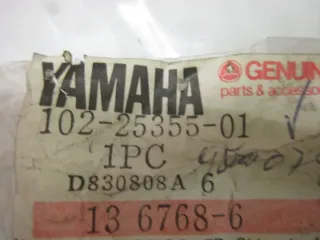 YAMAHA GENUIN
parts & accesso
102-25355-01
1PC
D830808A 6
13 6768-6